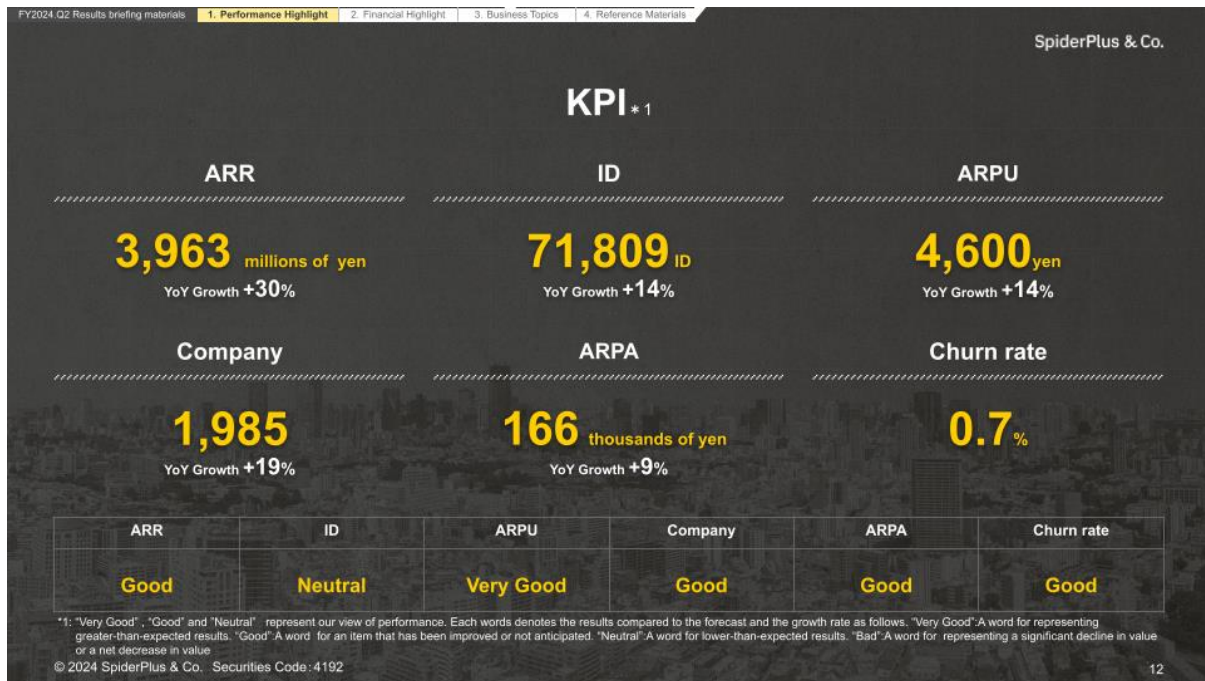 FY2024.Q2 Results briefing materials 1. Performance Highlight 2. Financial Highlight 3. Business Topics 4. Reference Materials
SpiderPlus & Co.
KPI*1
ARR ID ARPU
3,963 millions of yen 71,809 ID 4,600 yen
YoY Growth +30% YoY Growth +14% YoY Growth +14%
Company ARPA Churn rate
1,985 166 thousands of yen 0.7%
YoY Growth +19% YoY Growth +9%
ARR ID ARPU Company ARPA Churn rate
Good Neutral Very Good Good Good Good
*1: "Very Good" , "Good" and "Neutral" represent our view of performance. Each words denotes the results compared to the forecast and the growth rate as follows. "Very Good":A word for representing
greater-than-expected results. "Good":A word for an item that has been improved or not anticipated. "Neutral":A word for lower-than-expected results. "Bad":A word for representing a significant decline in value
or a net decrease in value
© 2024 SpiderPlus & Co. Securities Code:4192 12